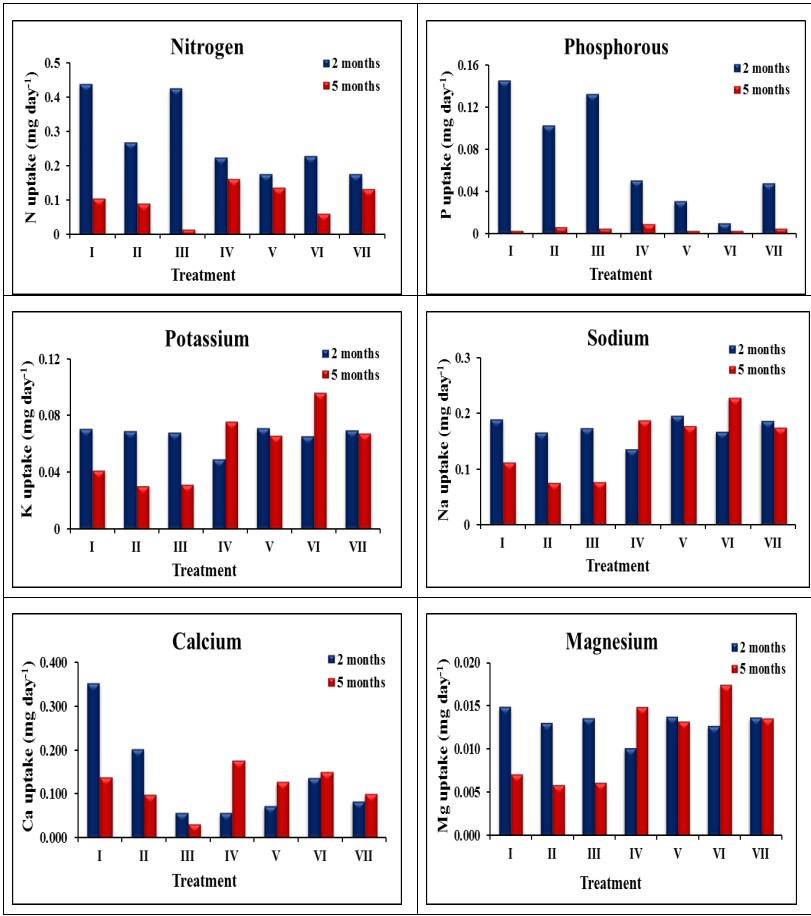 Nitrogen
2 months
5 months
N uptake (mg day⁻¹)
0.5
0.4
0.3
0.2
0.1
0
I II III IV V VI VII
Treatment
Phosphorous
2 months
5 months
P uptake (mg day⁻¹)
0.16
0.12
0.08
0.04
0
I II III IV V VI VII
Treatment
Potassium
2 months
5 months
K uptake (mg day⁻¹)
0.12
0.08
0.04
0
I II III IV V VI VII
Treatment
Sodium
2 months
5 months
Na uptake (mg day⁻¹)
0.3
0.2
0.1
0
I II III IV V VI VII
Treatment
Calcium
2 months
5 months
Ca uptake (mg day⁻¹)
0.400
0.300
0.200
0.100
0.000
I II III IV V VI VII
Treatment
Magnesium
2 months
5 months
Mg uptake (mg day⁻¹)
0.020
0.015
0.010
0.005
0.000
I II III IV V VI VII
Treatment